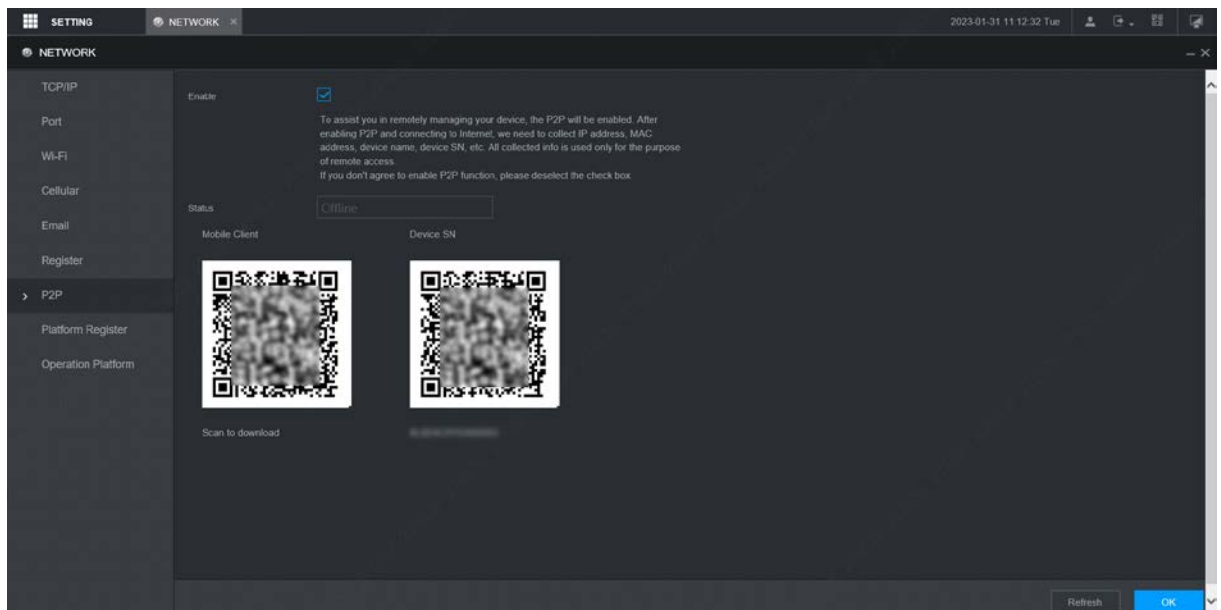 SETTING
NETWORK
2023-01-31 11:12:32 Tue
NETWORK
TCP/IP
Port
Wi-Fi
Cellular
Email
Register
P2P
Platform Register
Operation Platform
Enable
To assist you in remotely managing your device, the P2P will be enabled. After
enabling P2P and connecting to Internet, we need to collect IP address, MAC
address, device name, device SN, etc. All collected info is used only for the purpose
of remote access.
If you don't agree to enable P2P function, please deselect the check box
Status
Offline
Mobile Client
Device SN
Scan to download
Refresh
OK